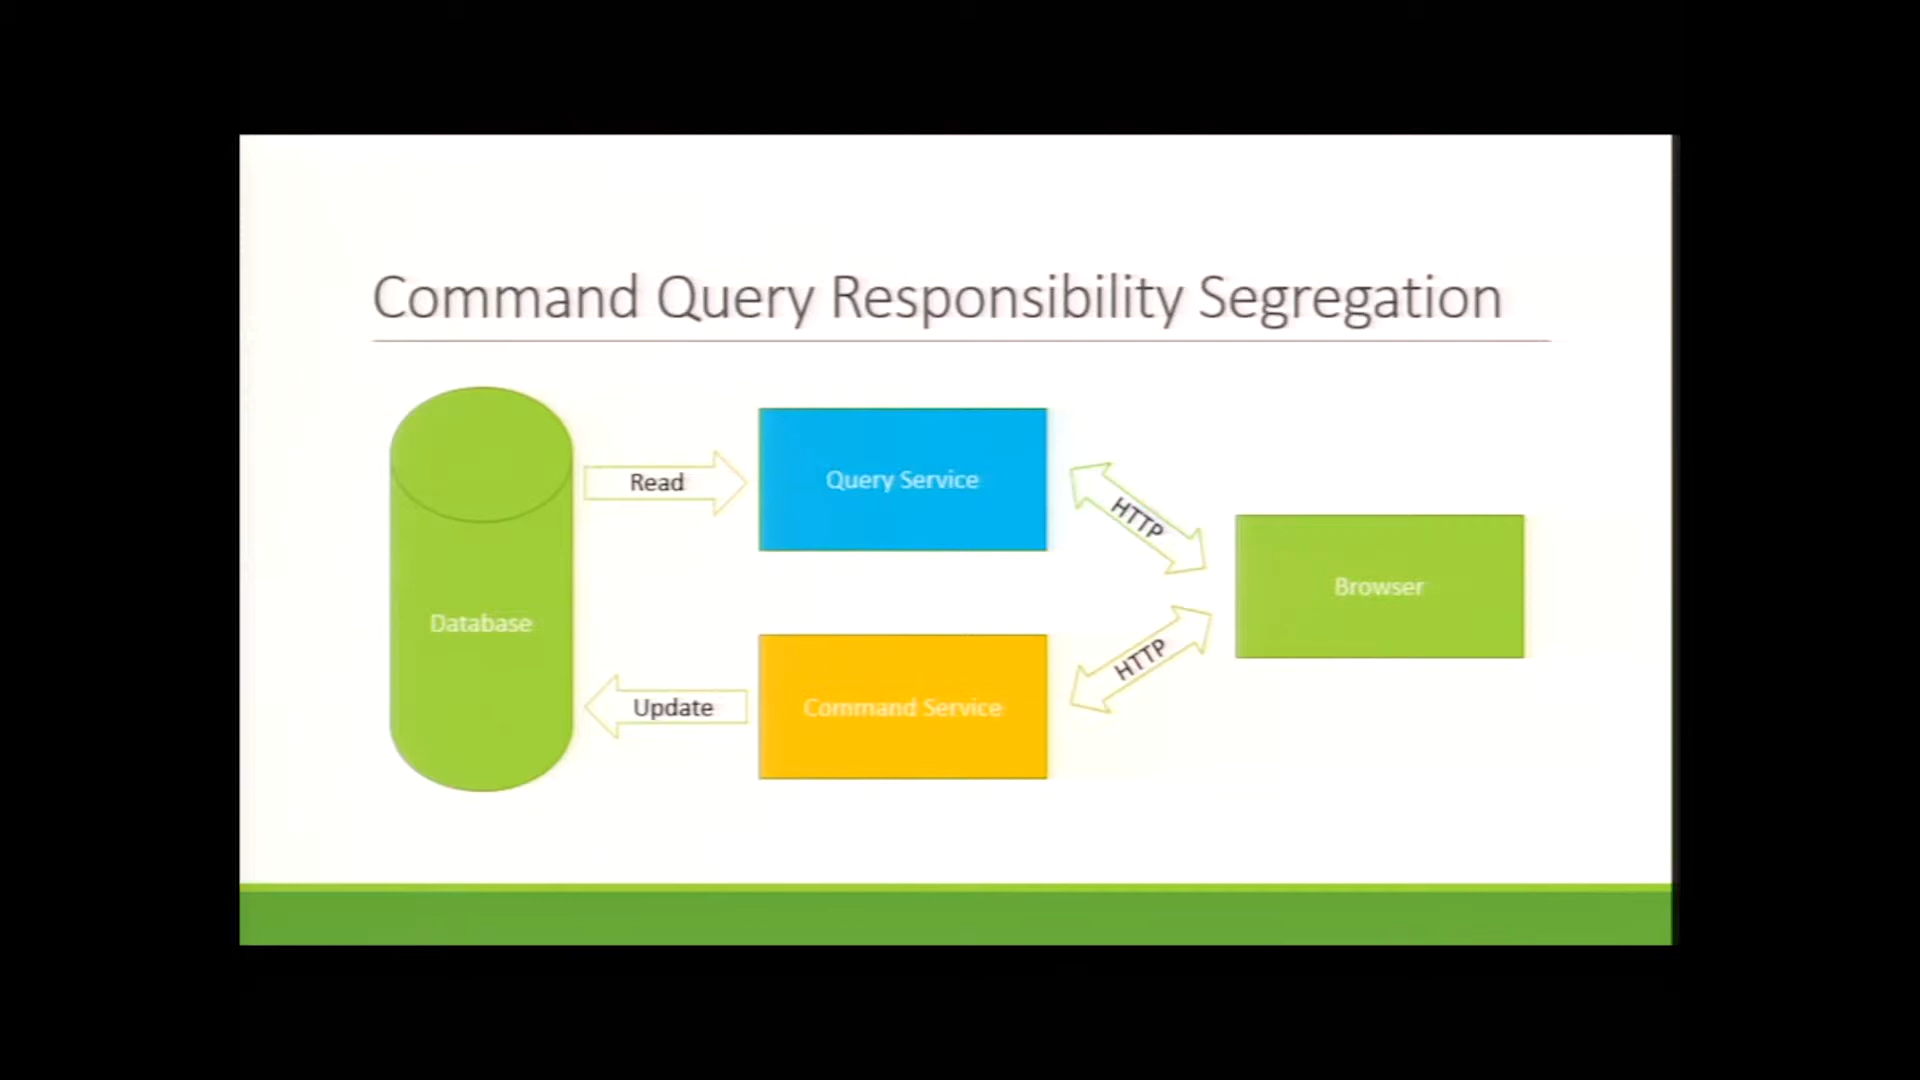 Command Query Responsibility Segregation
Read
Query Service
HTTP
Browser
Database
HTTP
Update
Command Service